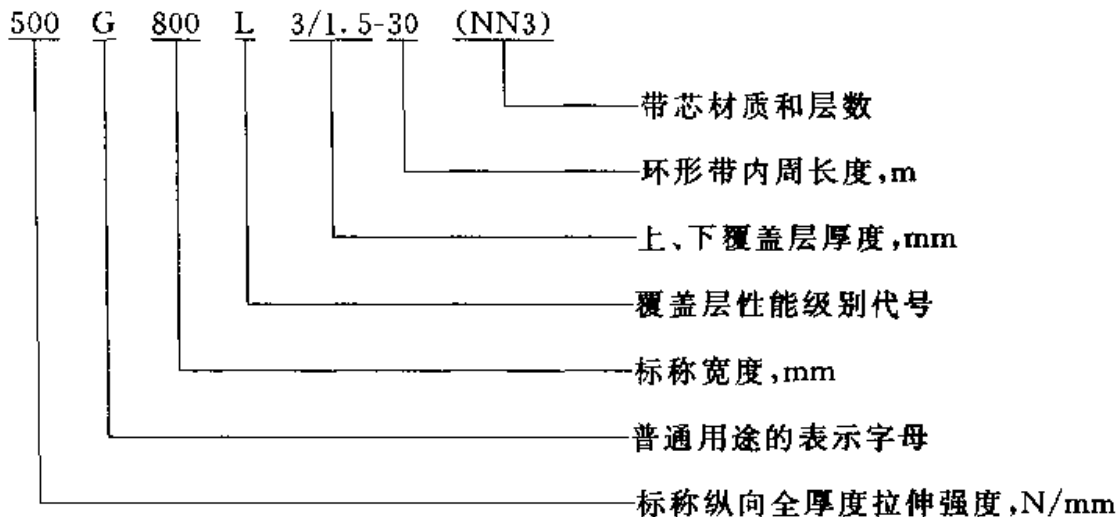 500 G 800 L 3/1.5-30 (NN3)
带芯材质和层数
环形带内周长度,m
上、下覆盖层厚度,mm
覆盖层性能级别代号
标称宽度,mm
普通用途的表示字母
标称纵向全厚度拉伸强度,N/mm